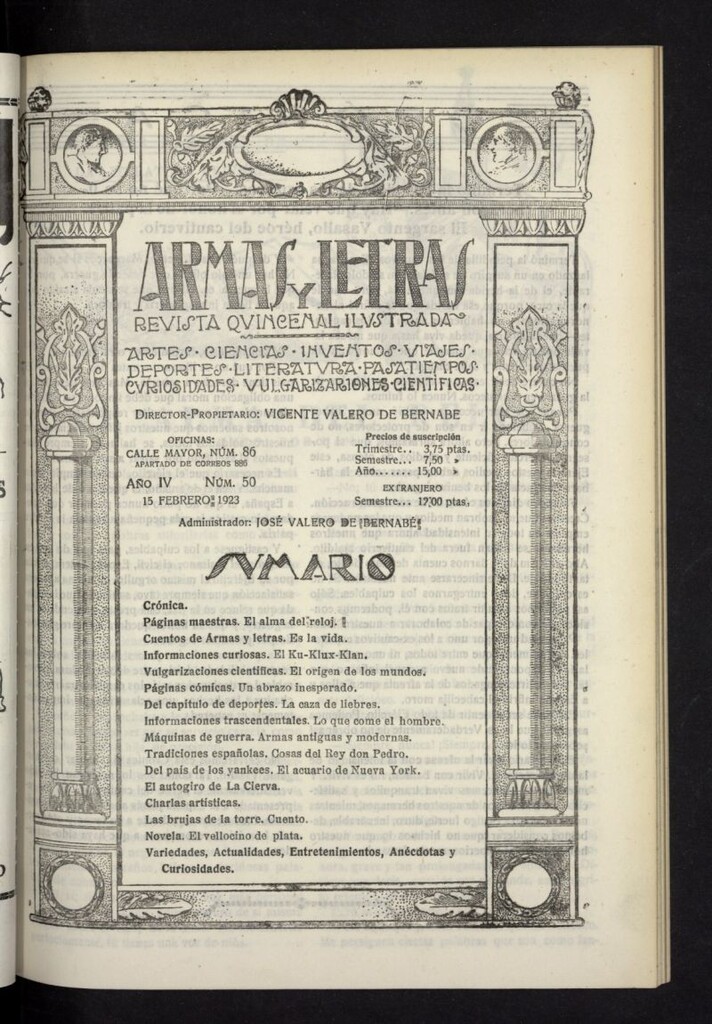 ARMAS Y LETRAS
REVISTA QVINCENAL ILVSTRADA
ARTES · CIENCIAS · INVENTOS · VIAJES ·
DEPORTES · LITERATVRA · PASATIEMPOS ·
CVRIOSIDADES · VULGARIZARIONES CIENTIFICAS ·
DIRECTOR-PROPIETARIO: VICENTE VALERO DE BERNABE
OFICINAS:
CALLE MAYOR, NÚM. 86
APARTADO DE CORREOS 886
AÑO IV NÚM. 50
15 FEBRERO 1923
Precios de suscripción
Trimestre.. 3,75 ptas.
Semestre... 7,50 »
Año....... 15,00 »
EXTRANJERO
Semestre... 17,00 ptas.
Administrador: JOSÉ VALERO DE BERNABÉ
SVMARIO
Crónica.
Páginas maestras. El alma del reloj.
Cuentos de Armas y letras. Es la vida.
Informaciones curiosas. El Ku-Klux-Klan.
Vulgarizaciones científicas. El origen de los mundos.
Páginas cómicas. Un abrazo inesperado.
Del capítulo de deportes. La caza de liebres.
Informaciones trascendentales. Lo que come el hombre.
Máquinas de guerra. Armas antiguas y modernas.
Tradiciones españolas. Cosas del Rey don Pedro.
Del país de los yankees. El acuario de Nueva York.
El autogiro de La Cierva.
Charlas artísticas.
Las brujas de la torre. Cuento.
Novela. El vellocino de plata.
Variedades, Actualidades, Entretenimientos, Anécdotas y
Curiosidades.